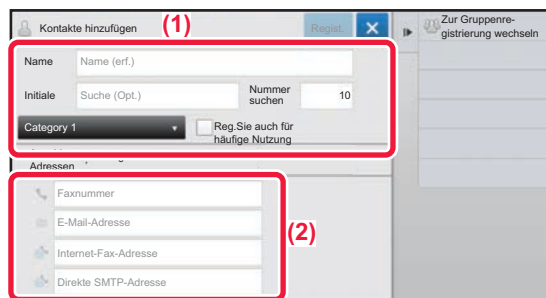 Kontakte hinzufügen
(1)
Regist.
Zur Gruppenre-
gistrierung wechseln
Name
Name (erf.)
Initiale
Suche (Opt.)
Nummer
suchen
10
Category 1
Reg.Sie auch für
häufige Nutzung
Adressen
Faxnummer
E-Mail-Adresse
(2)
Internet-Fax-Adresse
Direkte SMTP-Adresse